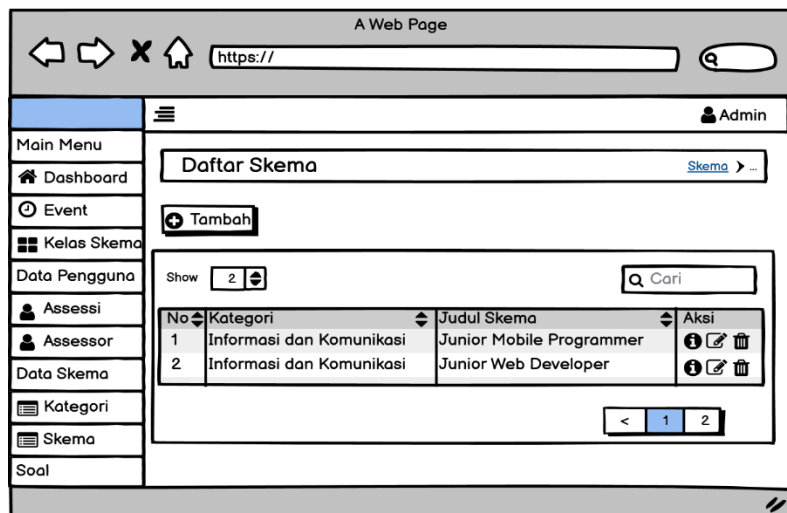 A Web Page
https://
Admin
Main Menu
Dashboard
Event
Kelas Skema
Data Pengguna
Assessi
Assessor
Data Skema
Kategori
Skema
Soal
Daftar Skema
Skema > ...
Tambah
Show 2
Cari
No Kategori Judul Skema Aksi
1 Informasi dan Komunikasi Junior Mobile Programmer
2 Informasi dan Komunikasi Junior Web Developer
< 1 2